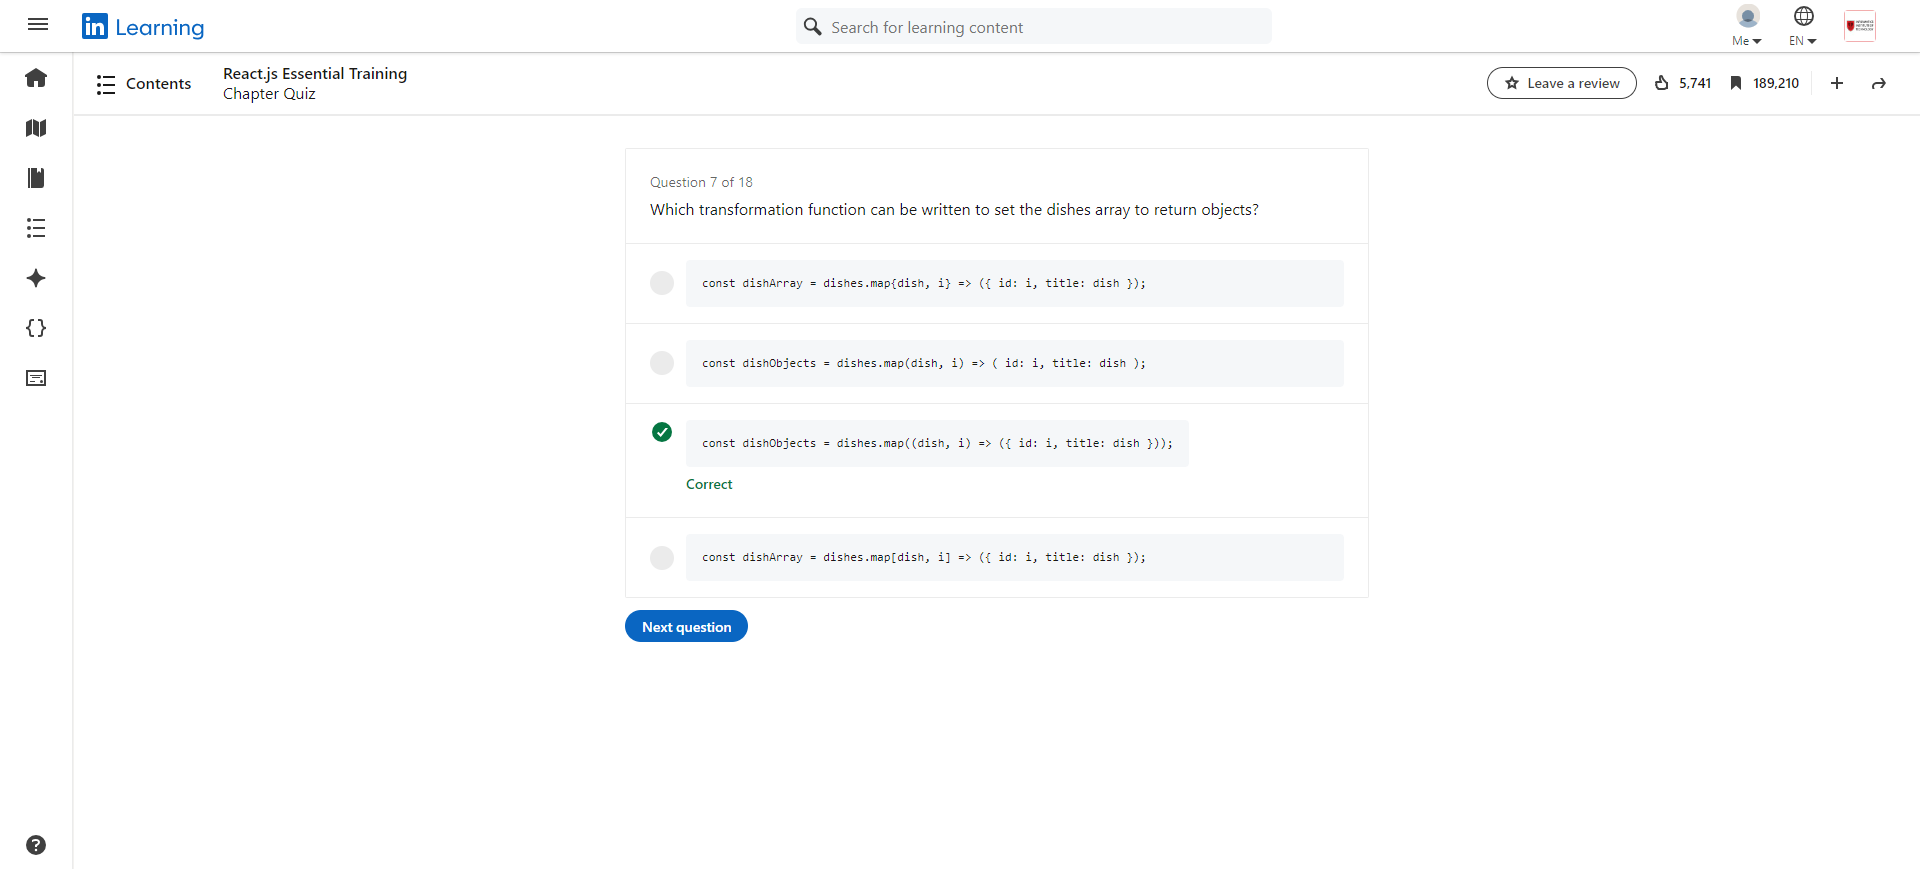 in Learning
Search for learning content
Me
EN
Contents
React.js Essential Training
Chapter Quiz
Leave a review
5,741
189,210
Question 7 of 18
Which transformation function can be written to set the dishes array to return objects?
const dishArray = dishes.map{dish, i} => ({ id: i, title: dish });
const dishObjects = dishes.map(dish, i) => ( id: i, title: dish );
const dishObjects = dishes.map((dish, i) => ({ id: i, title: dish }));
Correct
const dishArray = dishes.map[dish, i] => ({ id: i, title: dish });
Next question